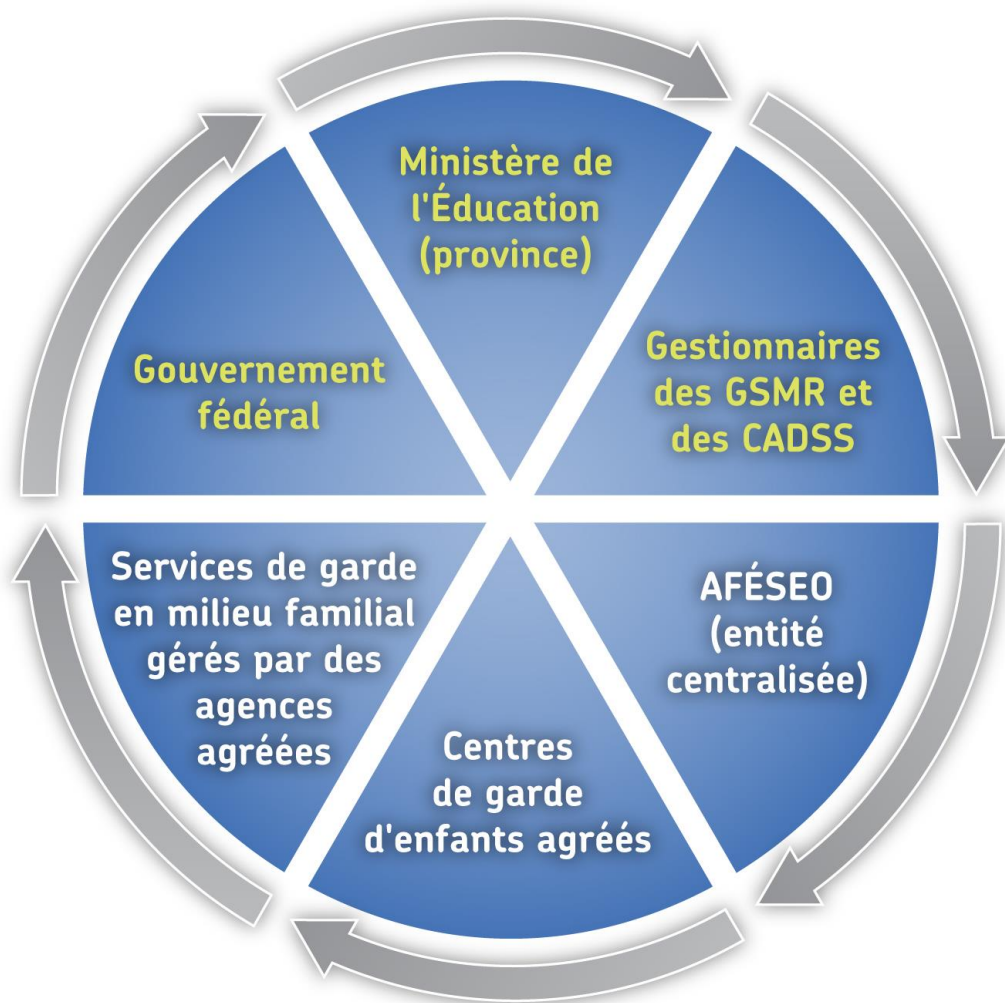 Ministère de
l'Éducation
(province)
Gestionnaires
des GSMR et
des CADSS
AFÉSEO
(entité
centralisée)
Centres
de garde
d'enfants agréés
Services de garde
en milieu familial
gérés par des
agences
agréées
Gouvernement
fédéral